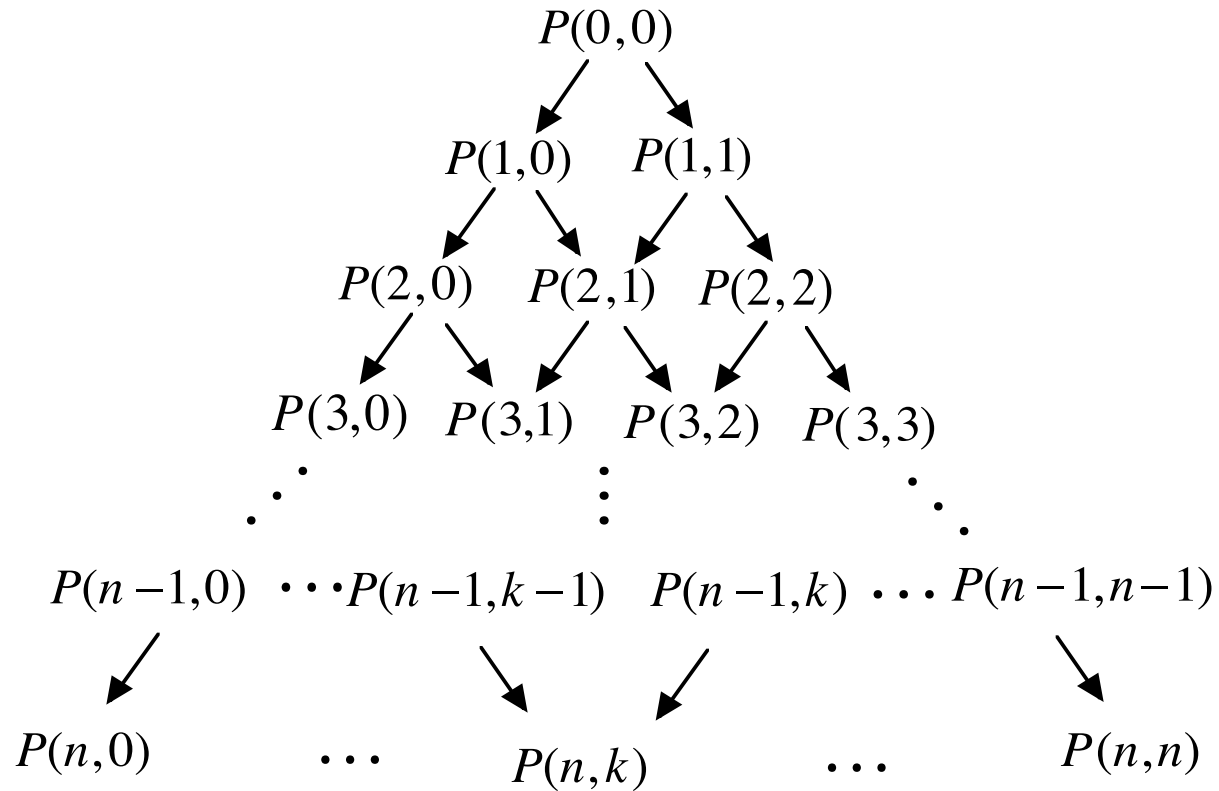 P(0,0)
P(1,0) P(1,1)
P(2,0) P(2,1) P(2,2)
P(3,0) P(3,1) P(3,2) P(3,3)
P(n−1,0) ··· P(n−1,k−1) P(n−1,k) ··· P(n−1,n−1)
P(n,0) ··· P(n,k) ··· P(n,n)